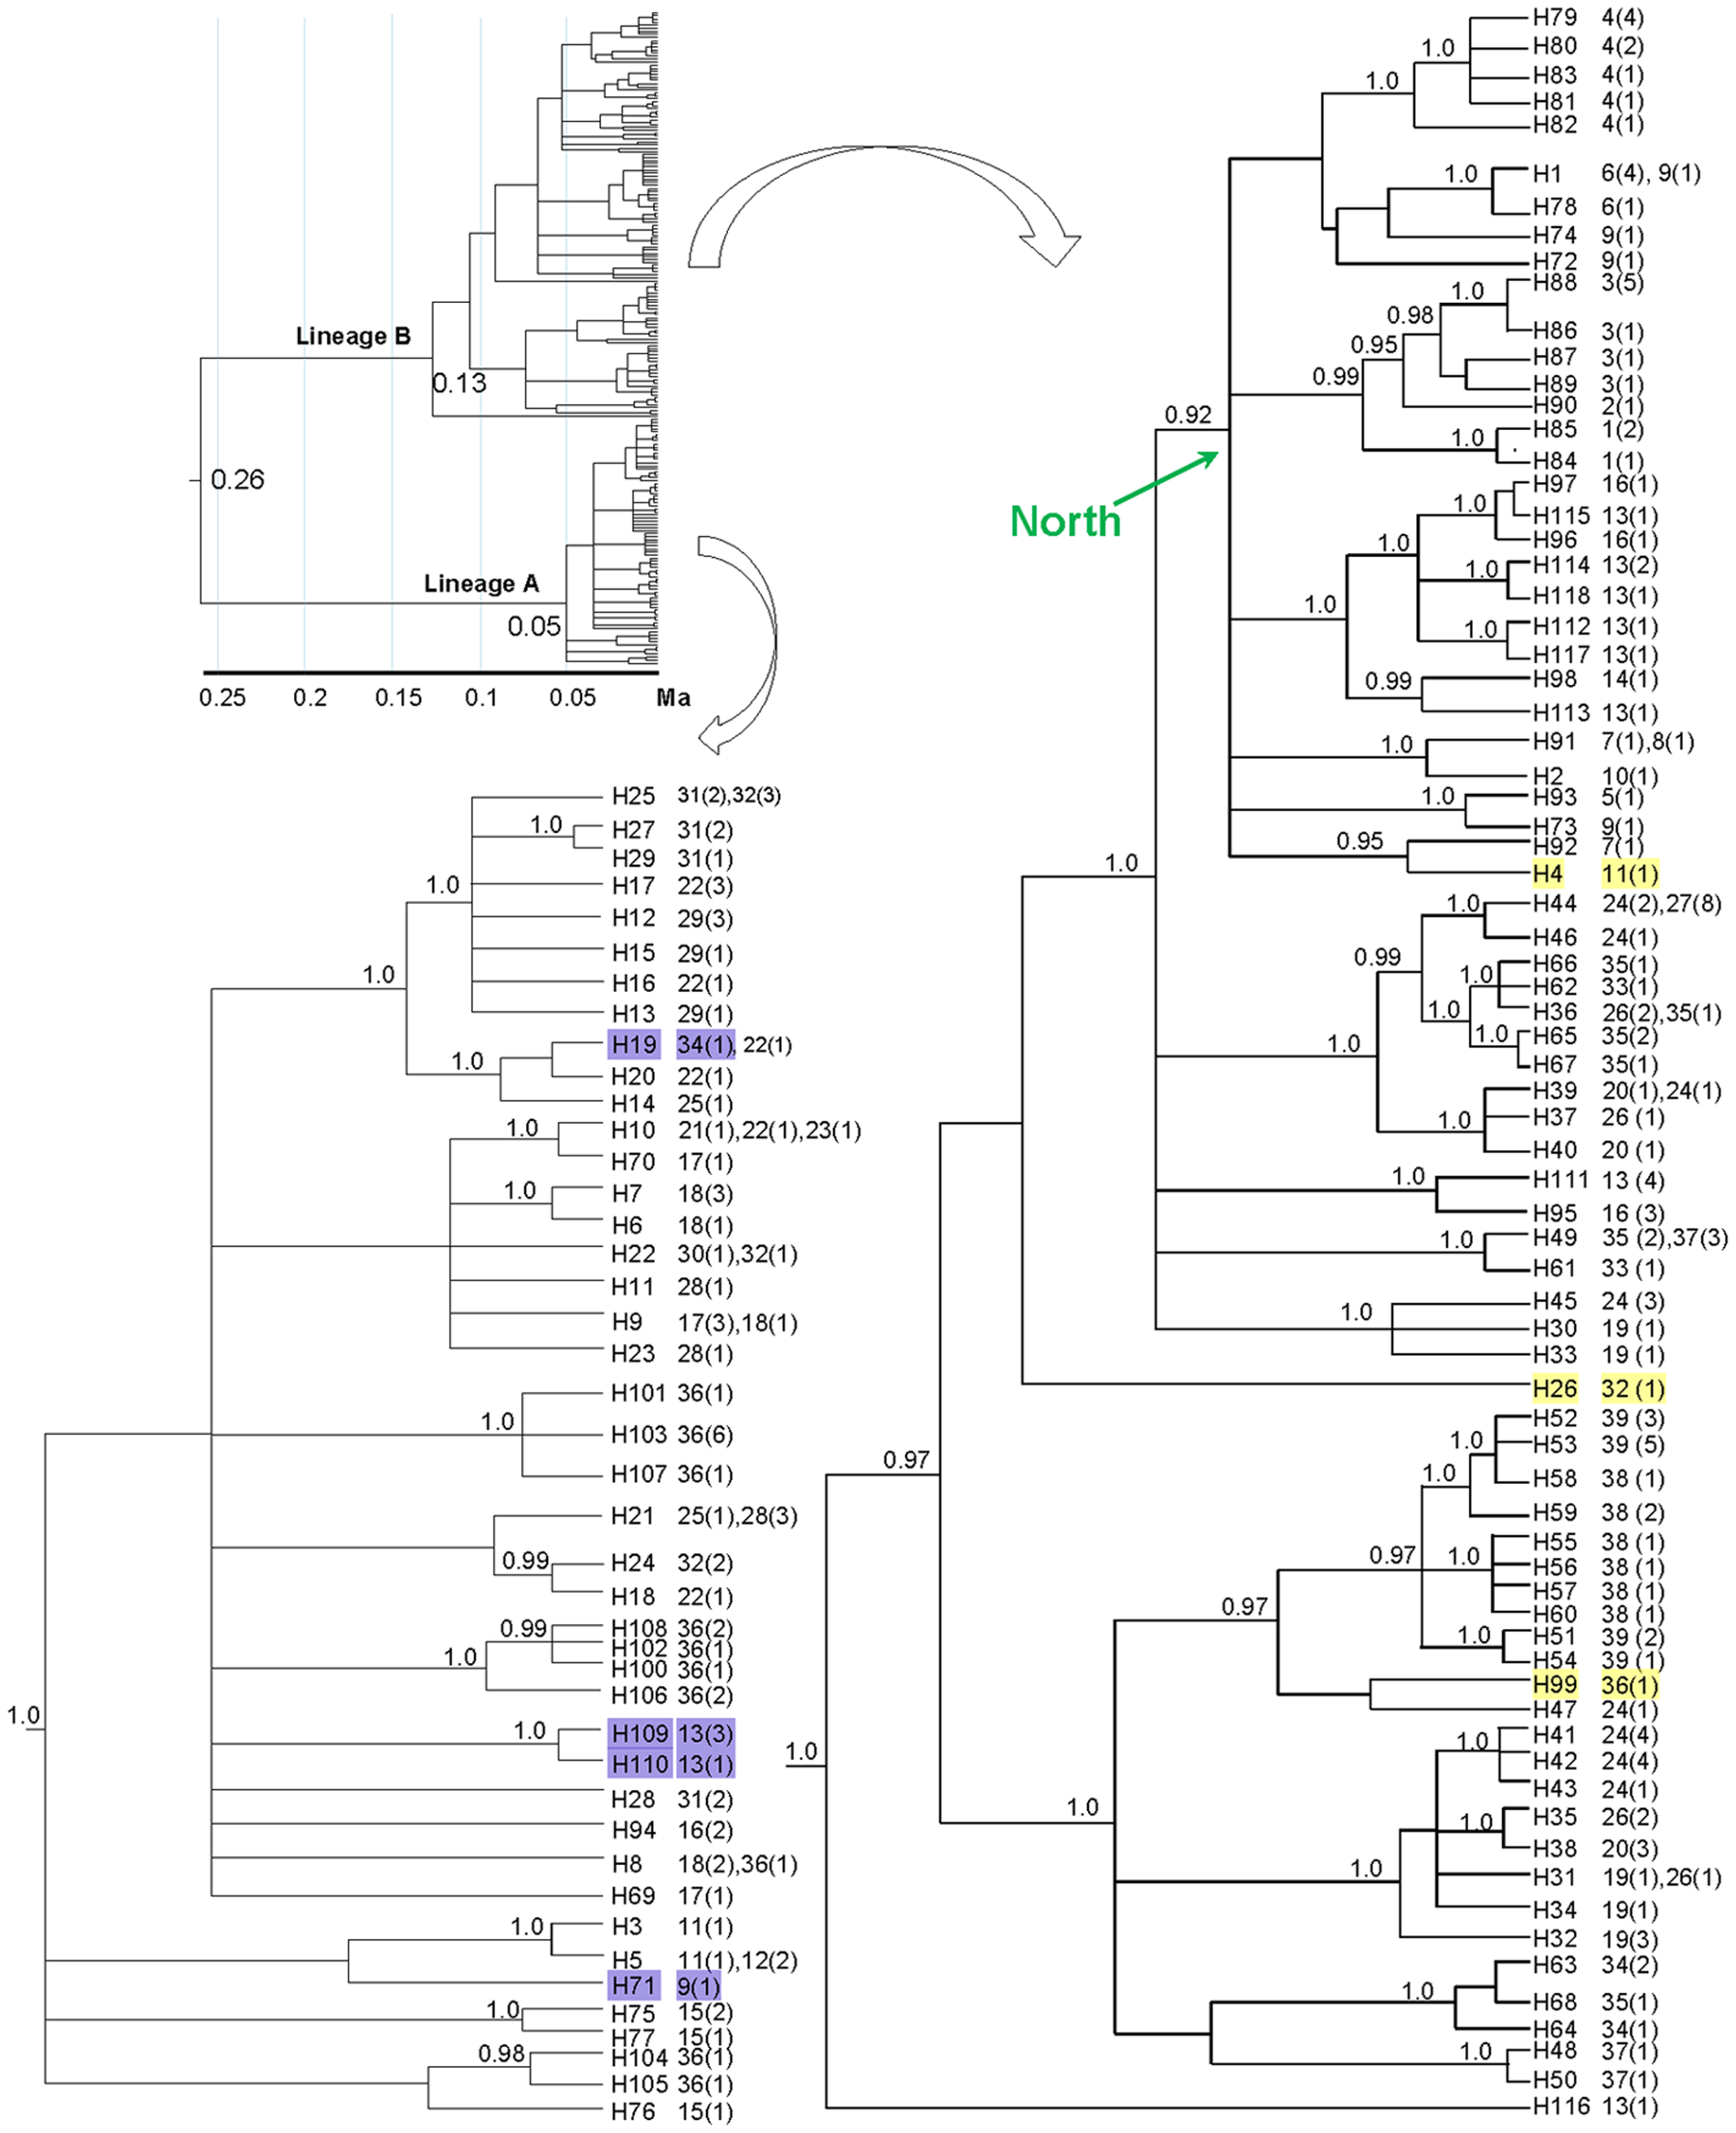 Lineage B
0.13
0.26
Lineage A
0.05
0.25 0.2 0.15 0.1 0.05 Ma
H25 31(2),32(3)
1.0 H27 31(2)
H29 31(1)
1.0 H17 22(3)
H12 29(3)
H15 29(1)
1.0 H16 22(1)
H13 29(1)
H19 34(1), 22(1)
1.0 H20 22(1)
H14 25(1)
1.0 H10 21(1),22(1),23(1)
H70 17(1)
1.0 H7 18(3)
H6 18(1)
H22 30(1),32(1)
H11 28(1)
H9 17(3),18(1)
H23 28(1)
H101 36(1)
1.0 H103 36(6)
H107 36(1)
H21 25(1),28(3)
0.99 H24 32(2)
H18 22(1)
0.99 H108 36(2)
H102 36(1)
1.0 H100 36(1)
H106 36(2)
1.0
1.0 H109 13(3)
H110 13(1)
H28 31(2)
H94 16(2)
H8 18(2),36(1)
H69 17(1)
1.0 H3 11(1)
H5 11(1),12(2)
H71 9(1)
1.0 H75 15(2)
H77 15(1)
0.98 H104 36(1)
H105 36(1)
H76 15(1)
H79 4(4)
1.0 H80 4(2)
1.0 H83 4(1)
H81 4(1)
H82 4(1)
1.0 H1 6(4), 9(1)
H78 6(1)
H74 9(1)
H72 9(1)
H88 3(5)
1.0
0.98 H86 3(1)
0.95 H87 3(1)
0.99 H89 3(1)
H90 2(1)
0.92
H85 1(2)
1.0
H84 1(1)
North
H97 16(1)
1.0 H115 13(1)
H96 16(1)
1.0
H114 13(2)
1.0
H118 13(1)
1.0
H112 13(1)
1.0
H117 13(1)
0.99 H98 14(1)
H113 13(1)
1.0 H91 7(1),8(1)
H2 10(1)
1.0 H93 5(1)
H73 9(1)
0.95 H92 7(1)
1.0
H4 11(1)
1.0 H44 24(2),27(8)
H46 24(1)
0.99
H66 35(1)
1.0 H62 33(1)
1.0 H36 26(2),35(1)
1.0 H65 35(2)
1.0
H67 35(1)
H39 20(1),24(1)
1.0 H37 26 (1)
H40 20 (1)
1.0 H111 13 (4)
H95 16 (3)
1.0 H49 35 (2),37(3)
H61 33 (1)
H45 24 (3)
1.0 H30 19 (1)
H33 19 (1)
H26 32 (1)
H52 39 (3)
1.0 H53 39 (5)
0.97
1.0 H58 38 (1)
H59 38 (2)
H55 38 (1)
0.97 1.0 H56 38 (1)
H57 38 (1)
0.97 H60 38 (1)
1.0 H51 39 (2)
H54 39 (1)
H99 36(1)
H47 24(1)
1.0 H41 24(4)
1.0
H42 24(4)
H43 24(1)
1.0
1.0 H35 26(2)
H38 20(3)
1.0 H31 19(1),26(1)
H34 19(1)
H32 19(3)
H63 34(2)
1.0 H68 35(1)
H64 34(1)
1.0 H48 37(1)
H50 37(1)
H116 13(1)